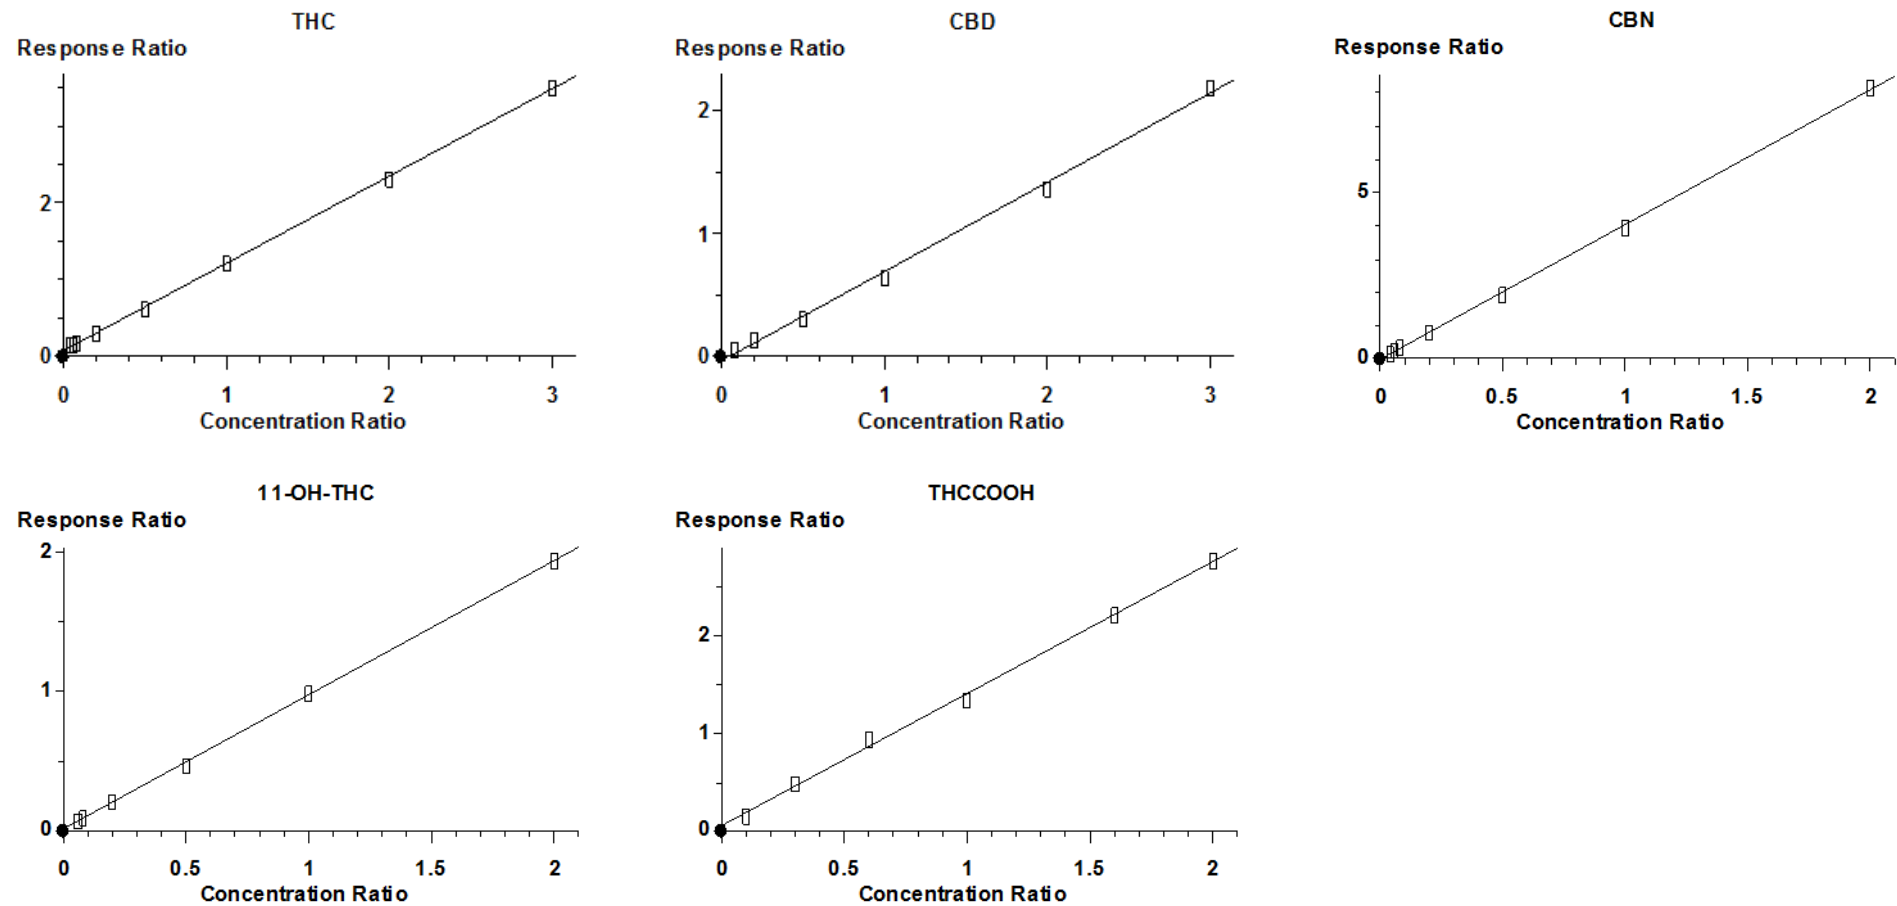 THC
Response Ratio
2
0
0 1 2 3
Concentration Ratio
CBD
Response Ratio
2
1
0
0 1 2 3
Concentration Ratio
CBN
Response Ratio
5
0
0 0.5 1 1.5 2
Concentration Ratio
11-OH-THC
Response Ratio
2
1
0
0 0.5 1 1.5 2
Concentration Ratio
THCCOOH
Response Ratio
2
1
0
0 0.5 1 1.5 2
Concentration Ratio